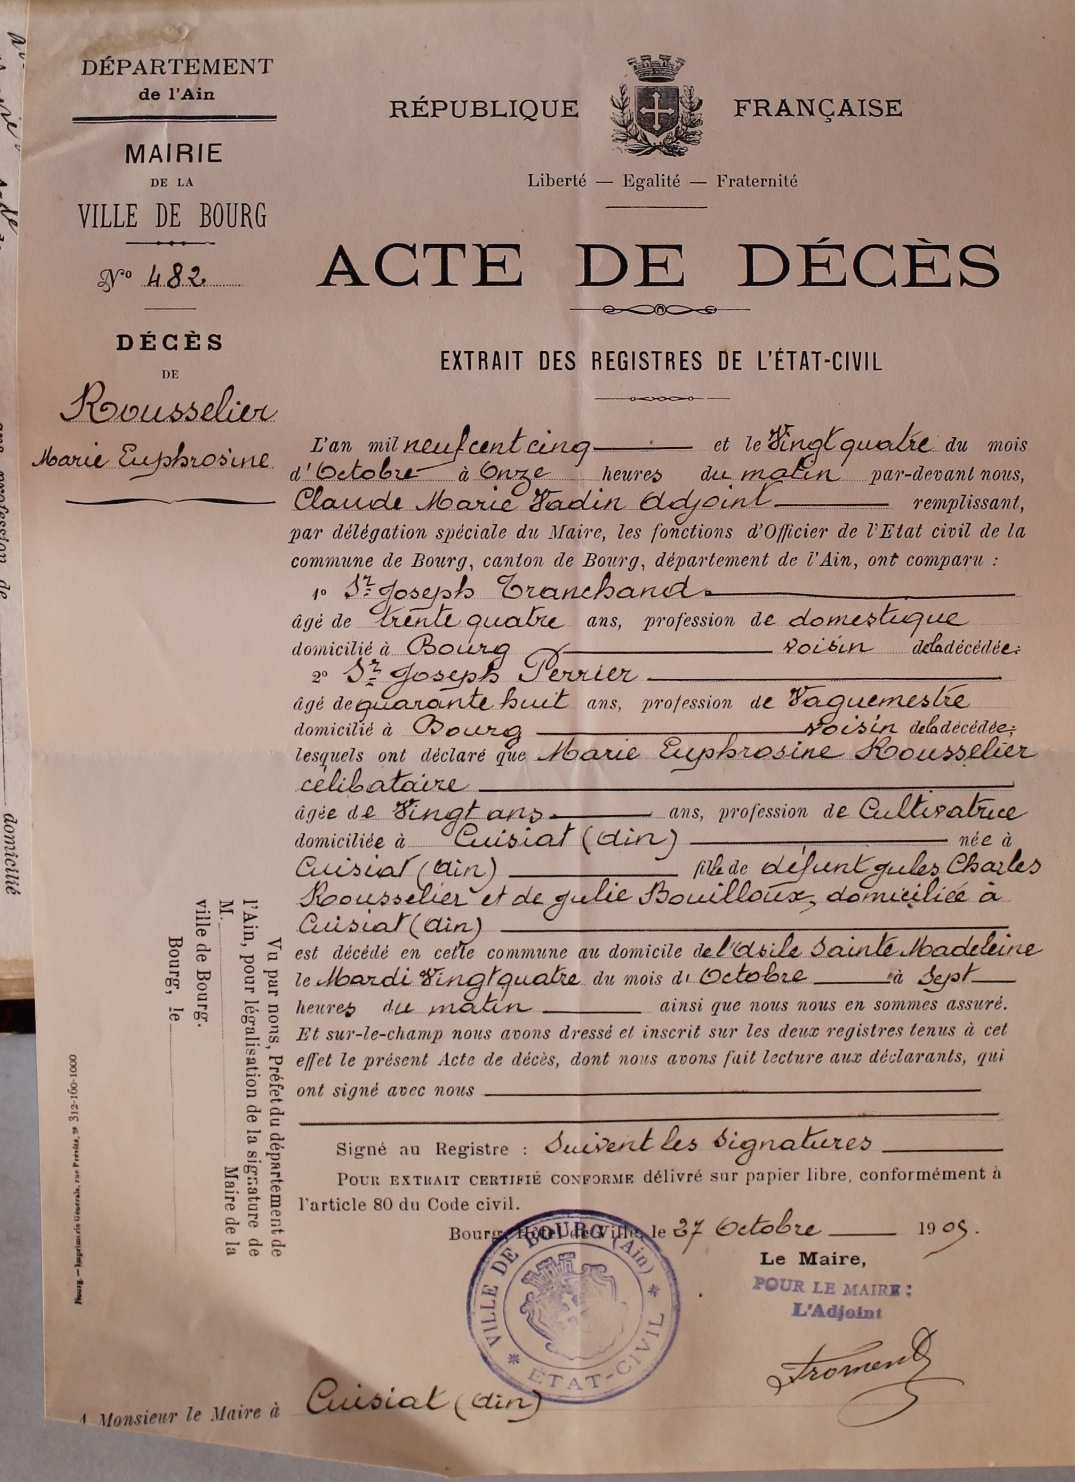 DÉPARTEMENT
de l'Ain
MAIRIE
DE LA
VILLE DE BOURG
N° 482
DÉCÈS
DE
Rousselier
Marie Euphrosine
RÉPUBLIQUE FRANÇAISE
Liberté — Egalité — Fraternité
ACTE DE DÉCÈS
EXTRAIT DES REGISTRES DE L'ÉTAT-CIVIL
L'an mil neuf cent cinq et le Vingt quatre du mois
d'Octobre à Onze heures du matin par-devant nous,
Claude Marie Vadin Adjoint remplissant,
par délégation spéciale du Maire, les fonctions d'Officier de l'Etat civil de la
commune de Bourg, canton de Bourg, département de l'Ain, ont comparu :
1° Sr Joseph Tranchand
âgé de trente quatre ans, profession de domestique
domicilié à Bourg voisin de la décédée;
2° Sr Joseph Perrier
âgé de quarante huit ans, profession de Vaguemestre
domicilié à Bourg voisin de la décédée;
lesquels ont déclaré que Marie Euphrosine Rousselier
célibataire
âgée de Vingt ans ans, profession de Cultivatrice
domiciliée à Cuisiat (Ain) née à
Cuisiat (Ain) fille de défunt Jules Charles
Rousselier et de Julie Bouilloux, domiciliée à
Cuisiat (Ain)
est décédé en cette commune au domicile de l'Asile Sainte Madeleine
le Mardi Vingt quatre du mois d'Octobre à Sept
heures du matin ainsi que nous nous en sommes assuré.
Et sur-le-champ nous avons dressé et inscrit sur les deux registres tenus à cet
effet le présent Acte de décès, dont nous avons fait lecture aux déclarants, qui
ont signé avec nous
Signé au Registre : Suivent les Signatures
POUR EXTRAIT CERTIFIÉ CONFORME délivré sur papier libre, conformément à
l'article 80 du Code civil.
Bourg, Hôtel de Ville, le 27 Octobre 1905.
Le Maire,
POUR LE MAIRE :
L'Adjoint
Froment
VILLE DE BOURG (Ain)
ÉTAT-CIVIL
Vu par nous, Préfet du département de
l'Ain, pour légalisation de la signature de
M. Maire de la
ville de Bourg.
Bourg, le
Bourg. — Imprimerie Générale, 312-160-1000
A Monsieur le Maire à Cuisiat (Ain)
domicilié